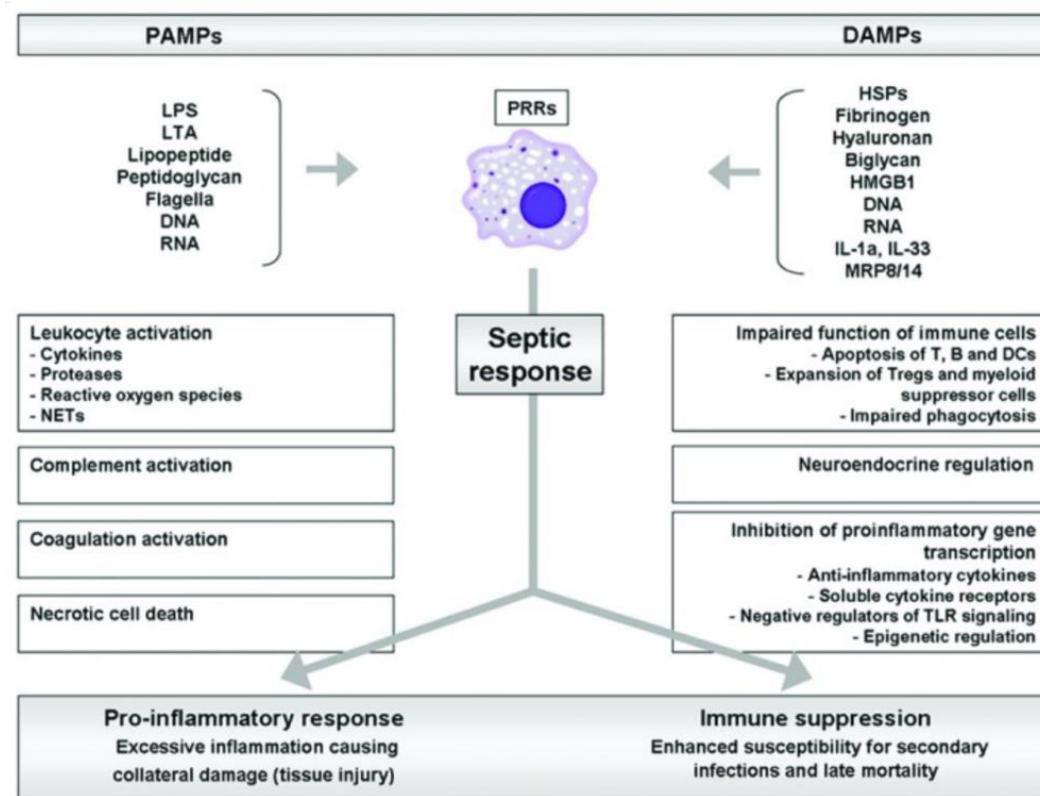 PAMPs
DAMPs
LPS
LTA
Lipopeptide
Peptidoglycan
Flagella
DNA
RNA
PRRs
HSPs
Fibrinogen
Hyaluronan
Biglycan
HMGB1
DNA
RNA
IL-1a, IL-33
MRP8/14
Septic
response
Leukocyte activation
- Cytokines
- Proteases
- Reactive oxygen species
- NETs
Complement activation
Coagulation activation
Necrotic cell death
Impaired function of immune cells
- Apoptosis of T, B and DCs
- Expansion of Tregs and myeloid
suppressor cells
- Impaired phagocytosis
Neuroendocrine regulation
Inhibition of proinflammatory gene
transcription
- Anti-inflammatory cytokines
- Soluble cytokine receptors
- Negative regulators of TLR signaling
- Epigenetic regulation
Pro-inflammatory response
Excessive inflammation causing
collateral damage (tissue injury)
Immune suppression
Enhanced susceptibility for secondary
infections and late mortality